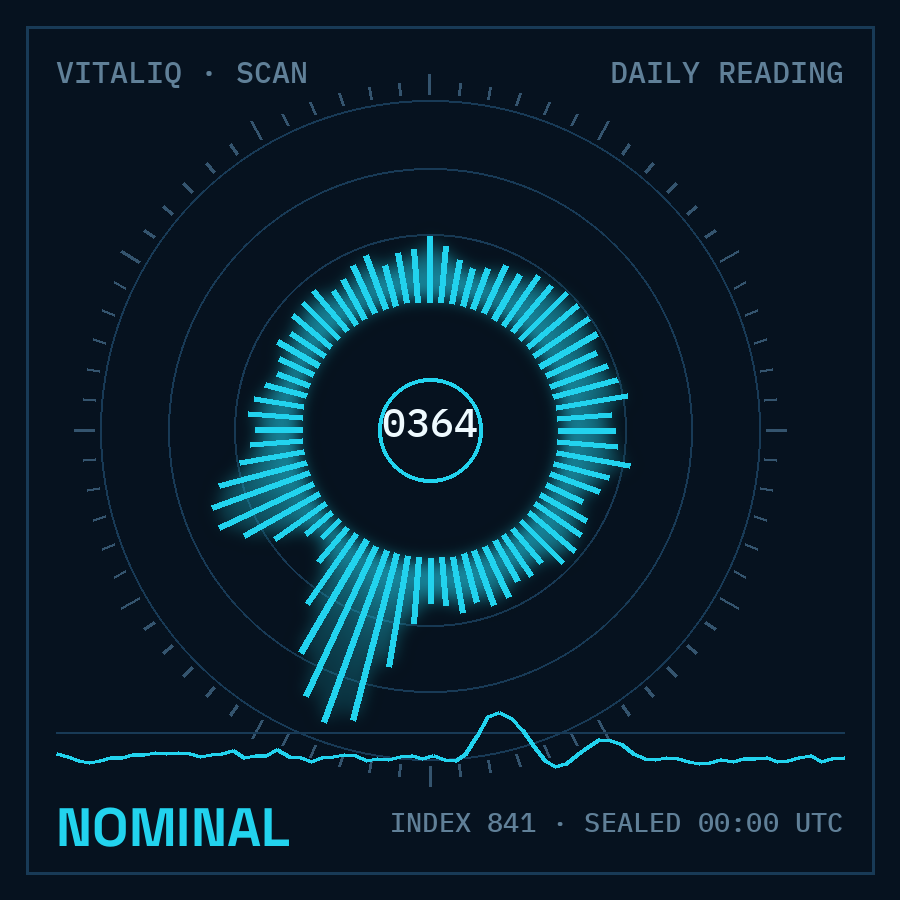 VITALIQ · SCAN
DAILY READING
0364
NOMINAL
INDEX 841 · SEALED 00:00 UTC